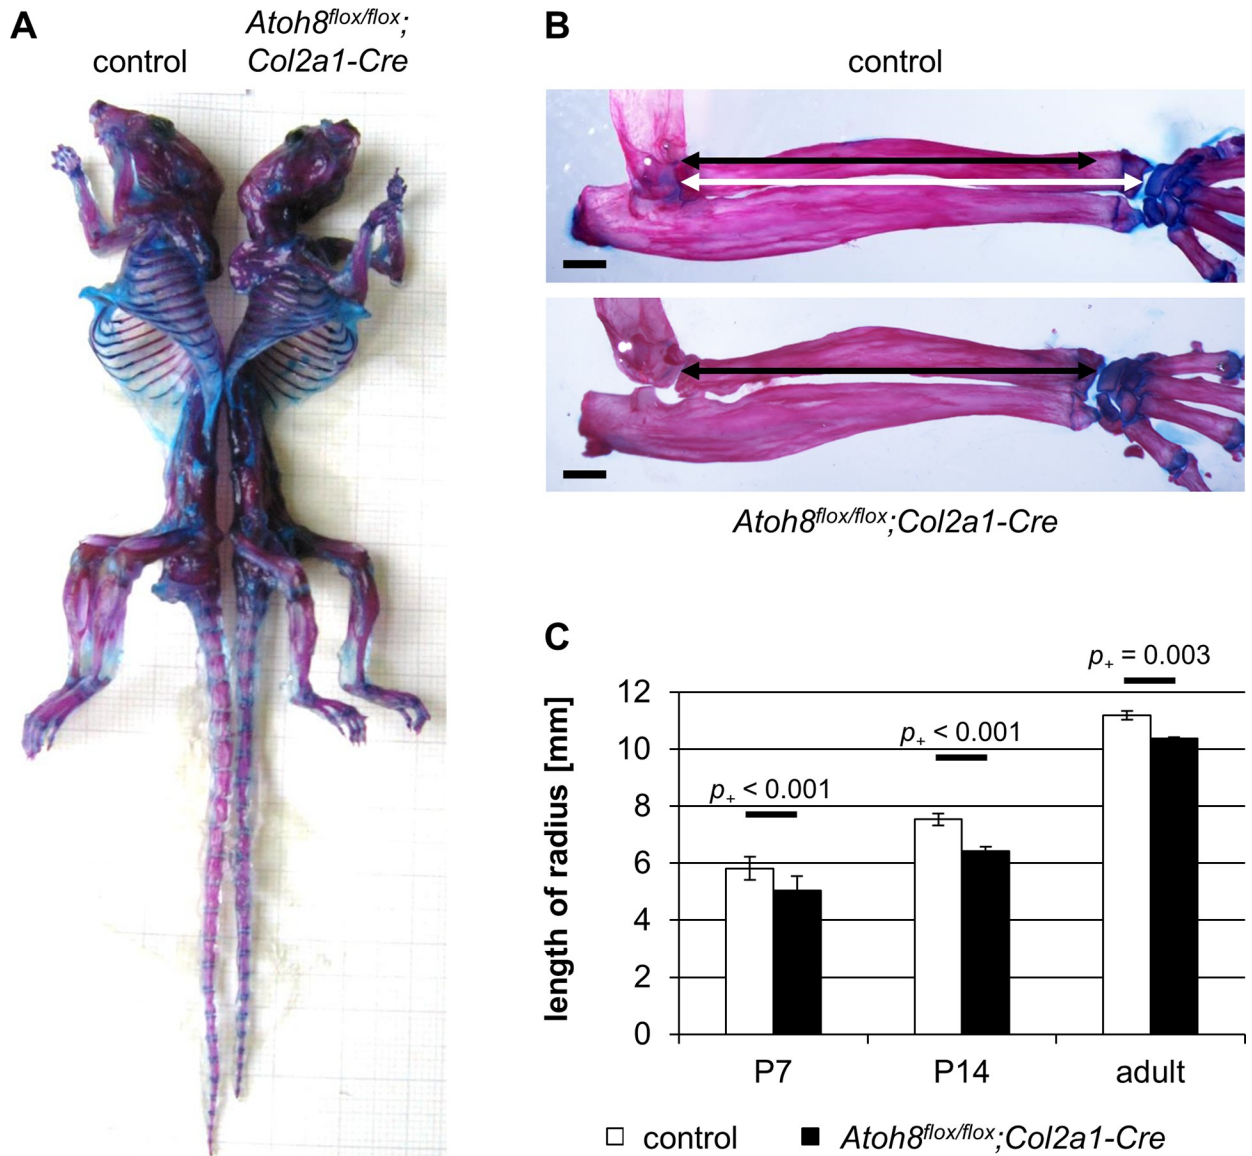 A
control
Atoh8flox/flox;
Col2a1-Cre
B
control
Atoh8flox/flox;Col2a1-Cre
C
length of radius [mm]
12
10
8
6
4
2
0
p+ < 0.001
p+ < 0.001
p+ = 0.003
P7
P14
adult
control
Atoh8flox/flox;Col2a1-Cre